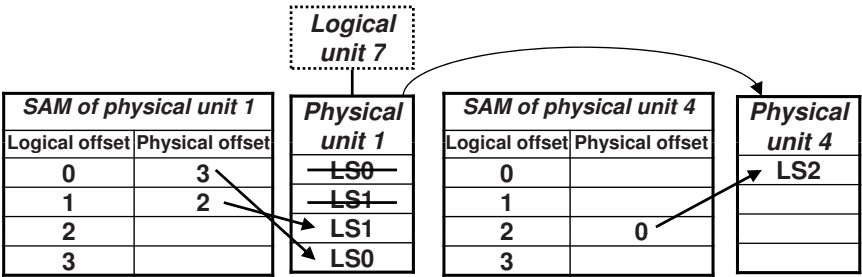 Logical
unit 7
SAM of physical unit 1
Logical offset Physical offset
0 3
1 2
2
3
Physical
unit 1
LS0
LS1
LS1
LS0
SAM of physical unit 4
Logical offset Physical offset
0
1
2 0
3
Physical
unit 4
LS2